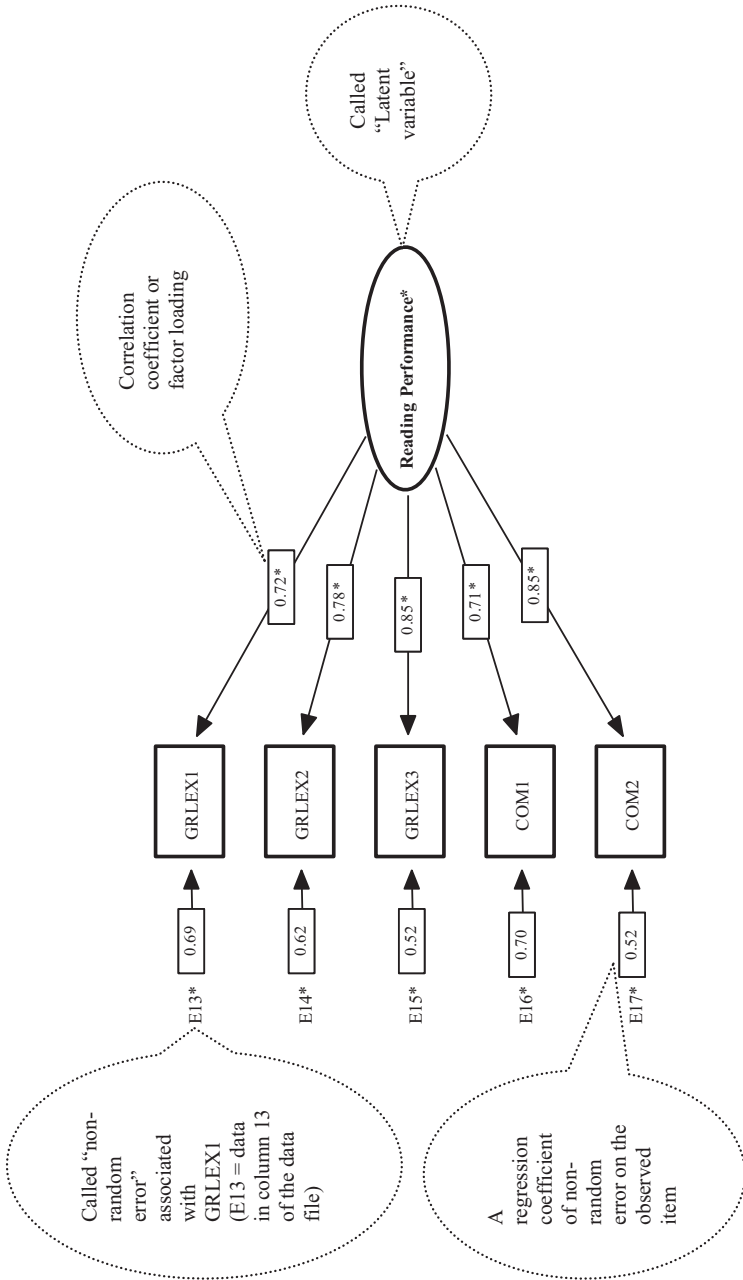 Called “non-
random
error”
associated
with
GRLEX1
(E13 = data
in column 13
of the data
file)
Correlation
coefficient or
factor loading
Called
“Latent
variable”
E13*
0.69
GRLEX1
0.72*
E14*
0.62
GRLEX2
0.78*
E15*
0.52
GRLEX3
0.85*
Reading Performance*
E16*
0.70
COM1
0.71*
E17*
0.52
COM2
0.85*
A
regression
coefficient
of non-
random
error on the
observed
item